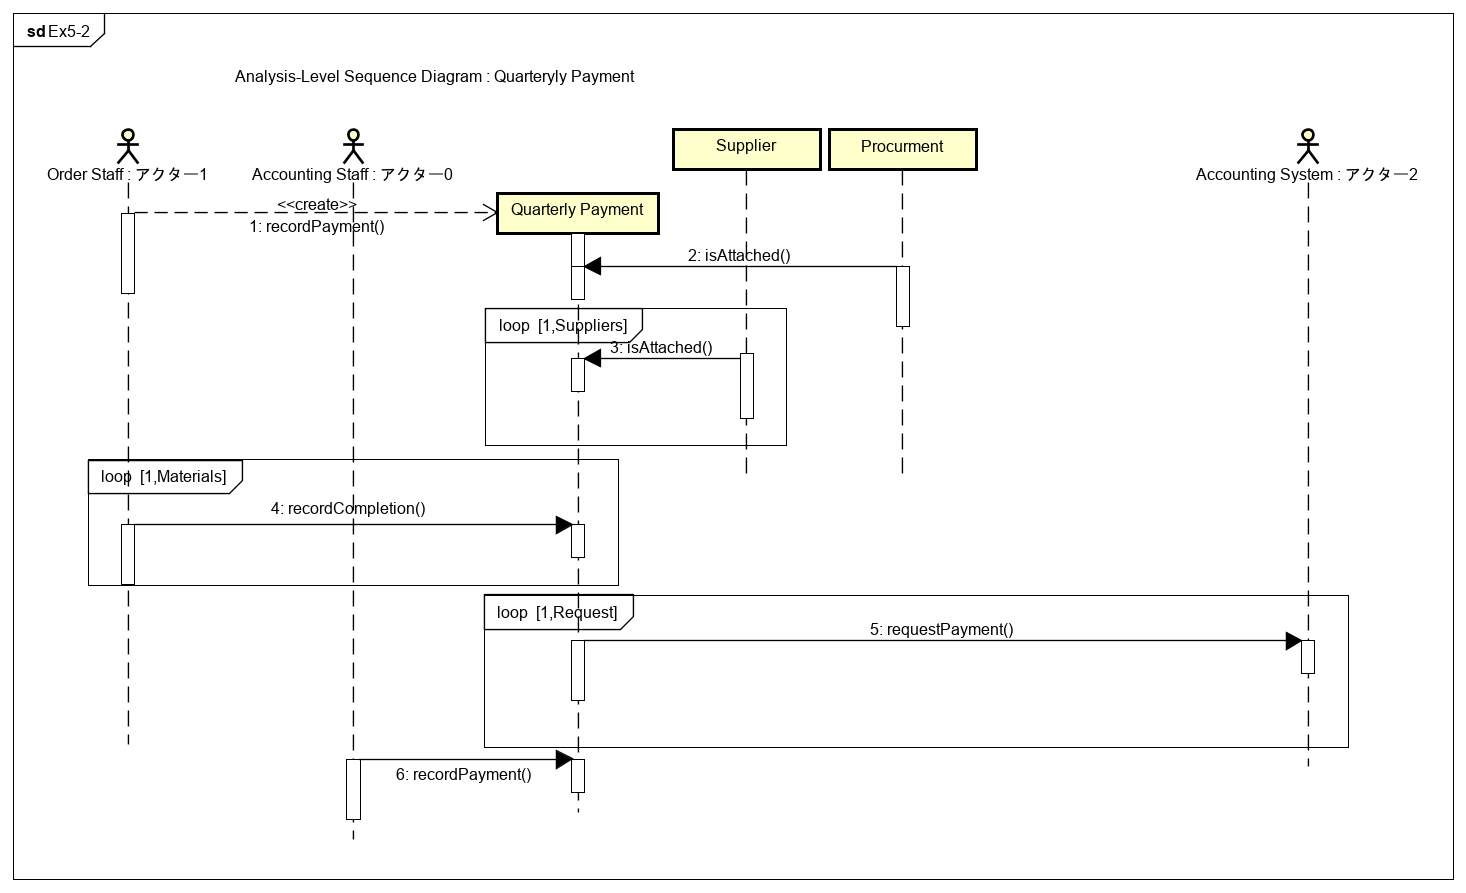 sd Ex5-2
Analysis-Level Sequence Diagram : Quarteryly Payment
Supplier
Procurment
Order Staff : アクター1
Accounting Staff : アクター0
Accounting System : アクター2
<<create>>
Quarterly Payment
1: recordPayment()
2: isAttached()
loop [1,Suppliers]
3: isAttached()
loop [1,Materials]
4: recordCompletion()
loop [1,Request]
5: requestPayment()
6: recordPayment()